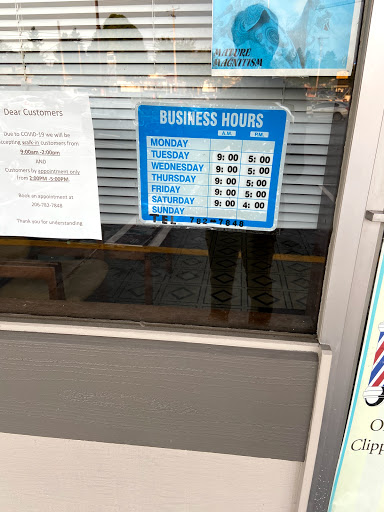 MATURE
MAGNITISM
Dear Customers
Due to COVID-19 we will be
accepting walk-in customers from
9:00am -2:00pm
AND
Customers by appointment only
from 2:00PM -5:00PM.
Book an appointment at
206-782-7848
Thank you for understanding
BUSINESS HOURS
A.M. P.M.
MONDAY
TUESDAY 9:00 5:00
WEDNESDAY 9:00 5:00
THURSDAY 9:00 5:00
FRIDAY 9:00 5:00
SATURDAY 9:00 4:00
SUNDAY
TEL 782-7848
Clipp